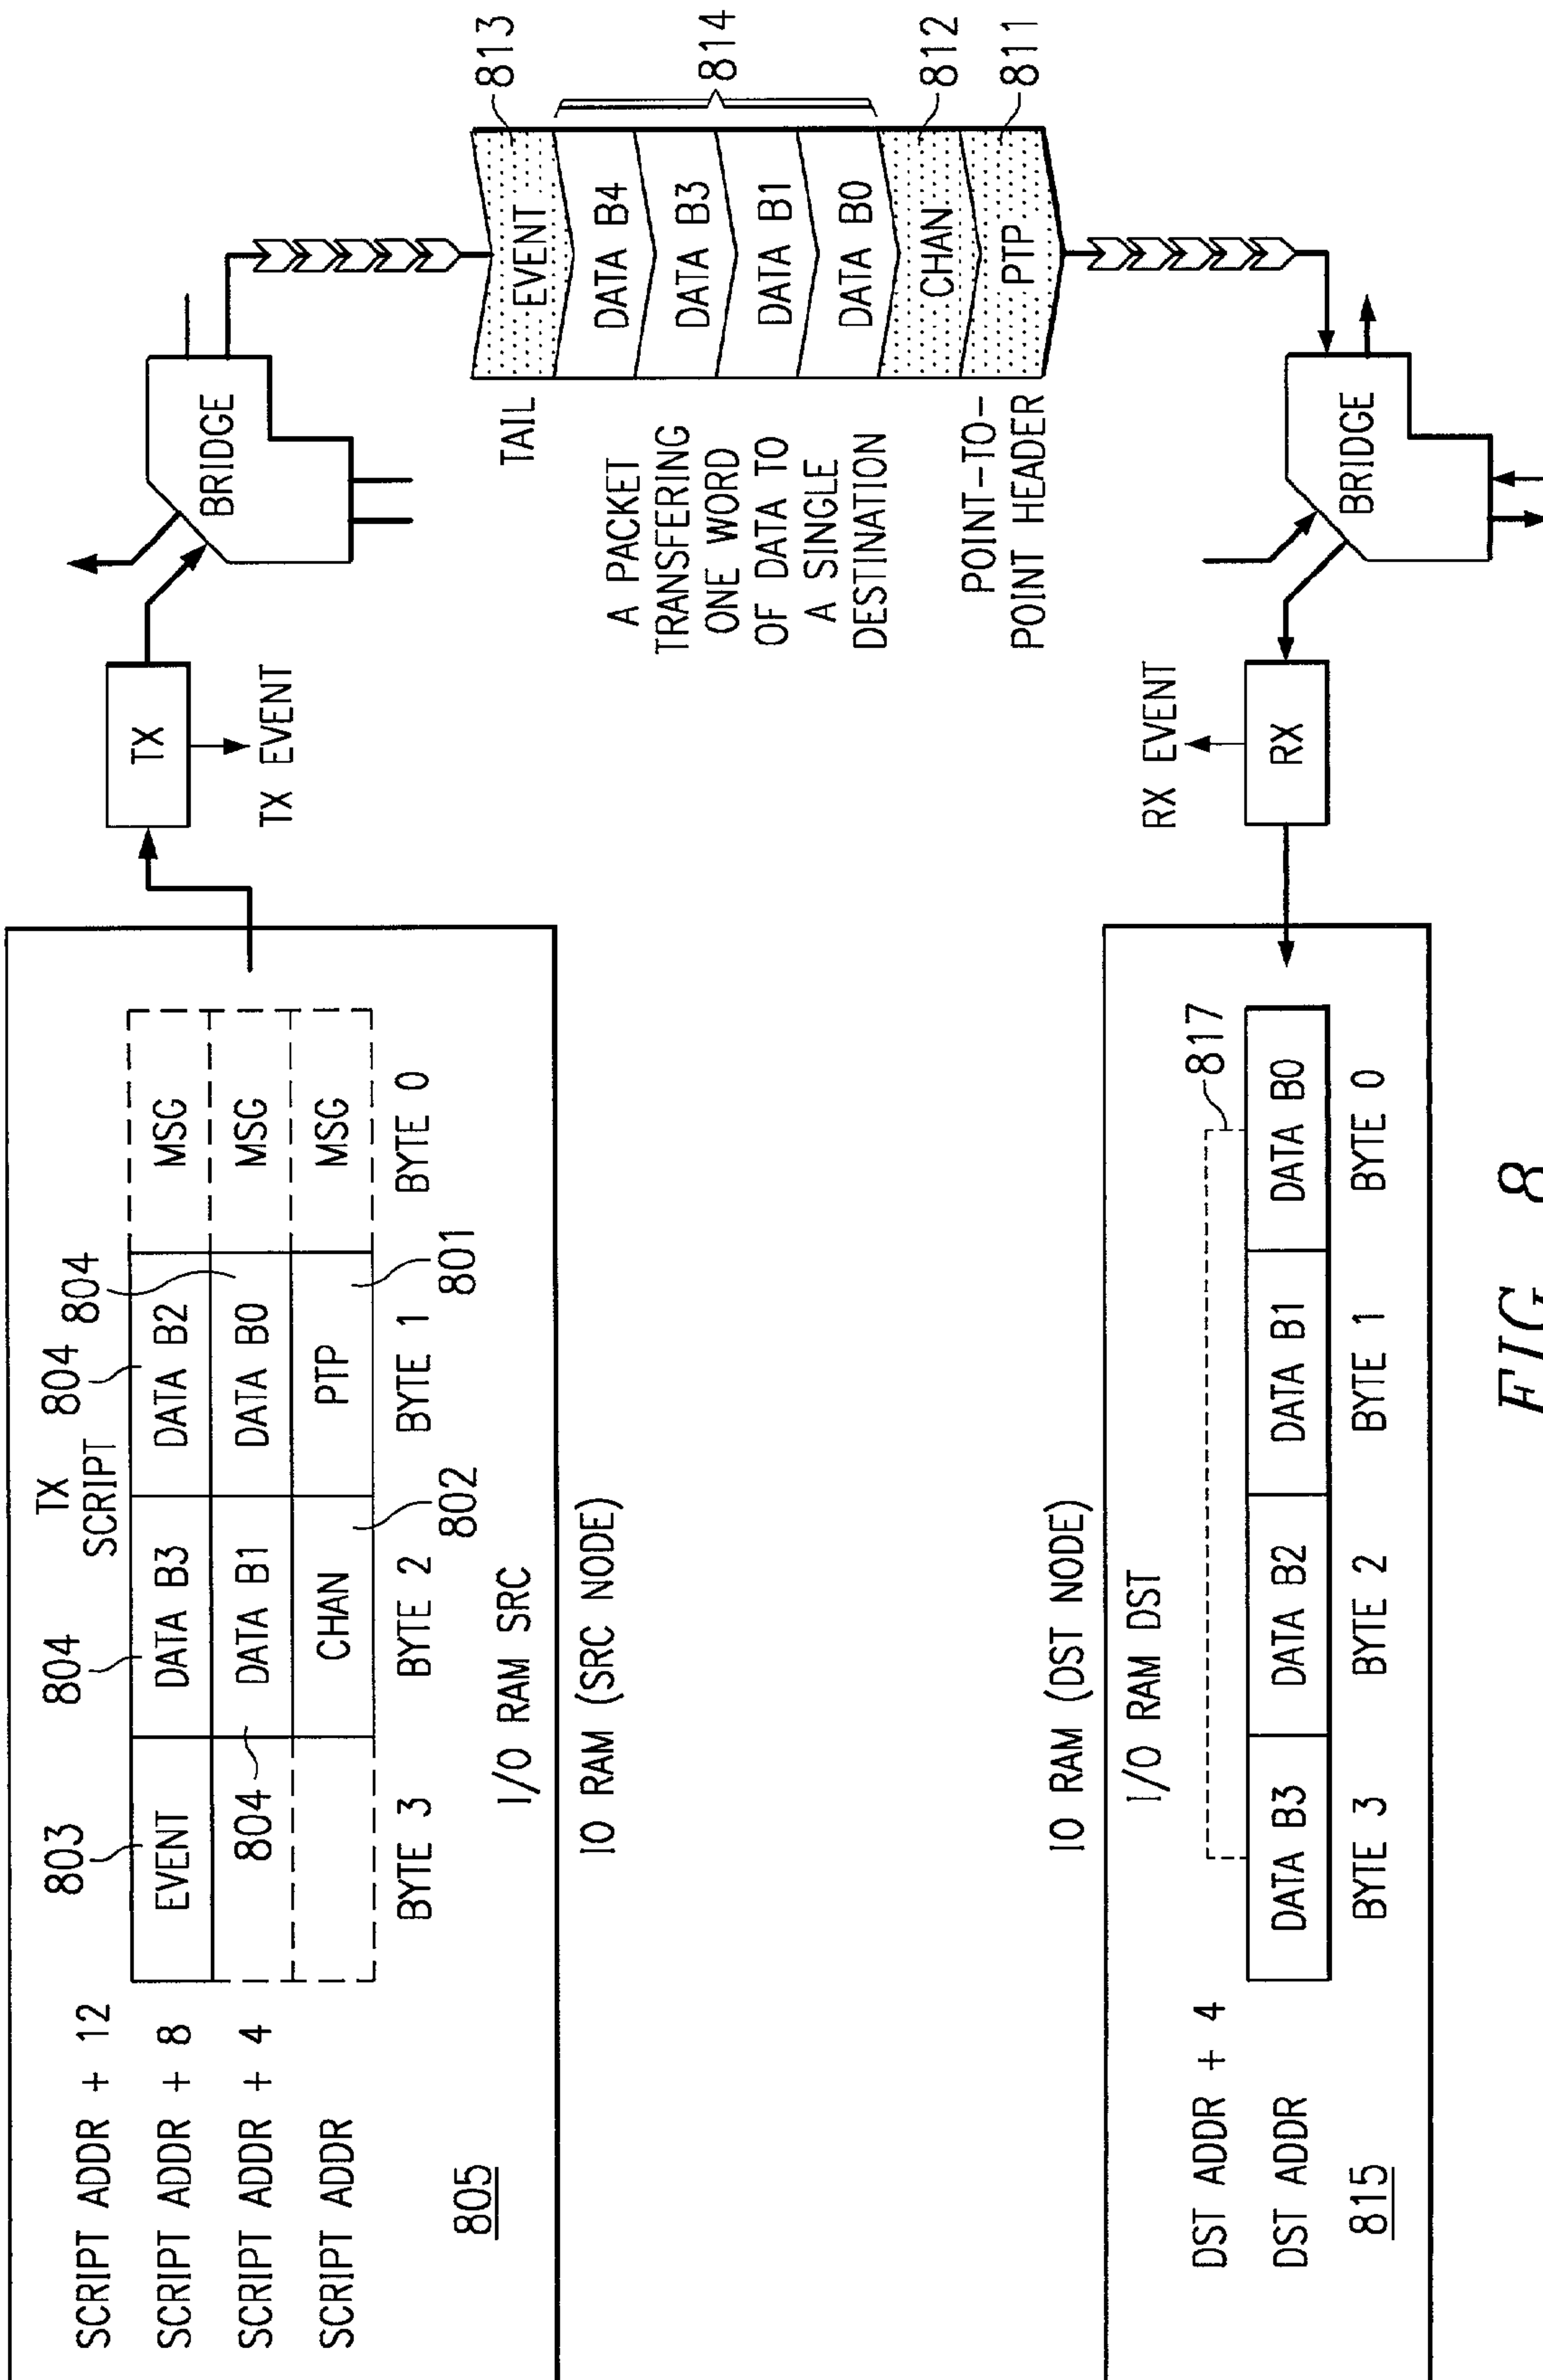 TX
SCRIPT
804
804
803
804
SCRIPT ADDR + 12
SCRIPT ADDR + 8
SCRIPT ADDR + 4
SCRIPT ADDR
EVENT
DATA B3
DATA B2
MSG
804
DATA B1
DATA B0
MSG
CHAN
PTP
MSG
BYTE 3
BYTE 2
BYTE 1
BYTE 0
802
801
805
I/O RAM SRC
IO RAM (SRC NODE)
TX
TX EVENT
BRIDGE
TAIL
A PACKET
TRANSFERING
ONE WORD
OF DATA TO
A SINGLE
DESTINATION
POINT-TO-
POINT HEADER
EVENT
DATA B4
DATA B3
DATA B1
DATA B0
CHAN
PTP
813
814
812
811
IO RAM (DST NODE)
I/O RAM DST
817
DST ADDR + 4
DST ADDR
DATA B3
DATA B2
DATA B1
DATA B0
BYTE 3
BYTE 2
BYTE 1
BYTE 0
815
RX EVENT
RX
BRIDGE
FIG. 8